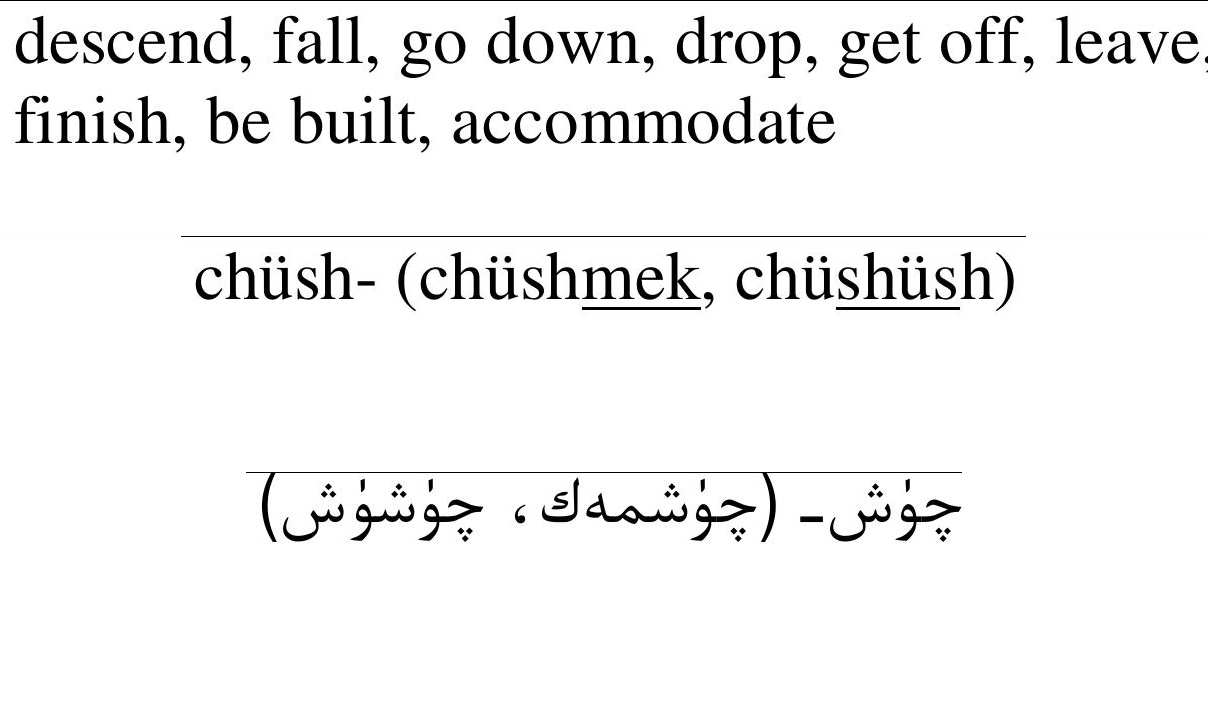 descend, fall, go down, drop, get off, leave,
finish, be built, accommodate
chüsh- (chüshmek, chüshüsh)
چۈش- (چۈشمەك، چۈشۈش)